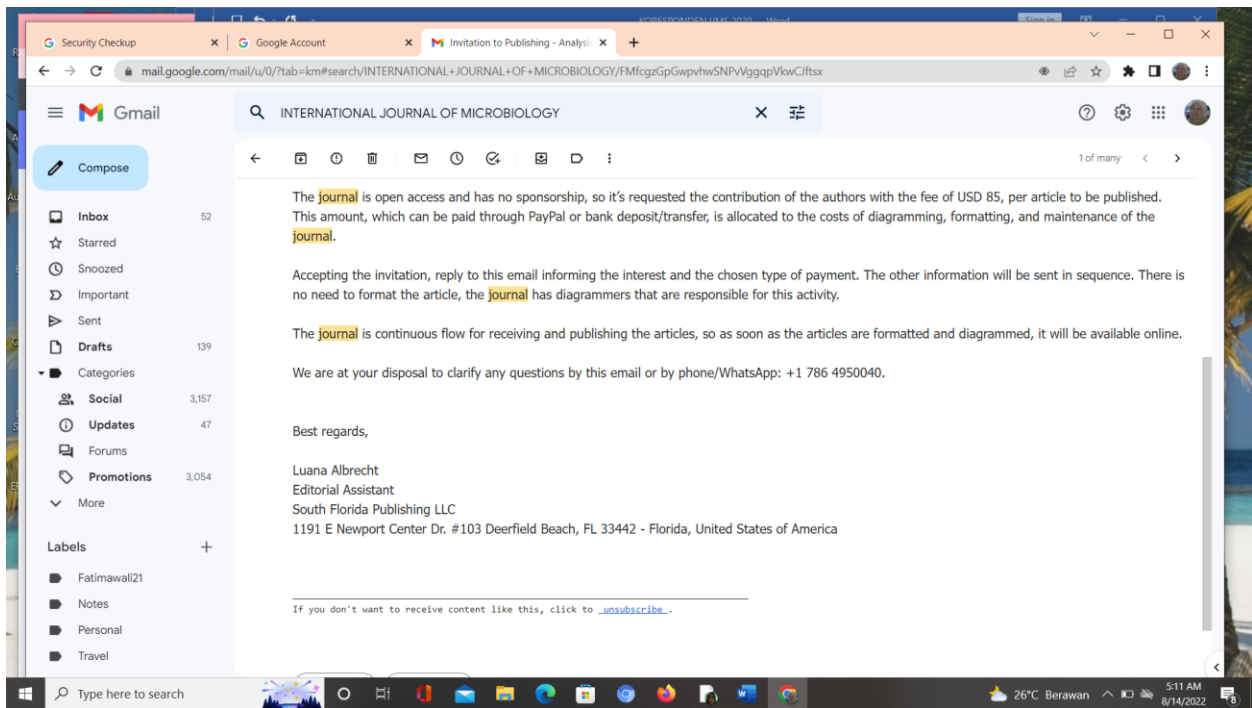 KORESPONDEN IJMS 2020 - Word
Sign in
Security Checkup
Google Account
Invitation to Publishing - Analysis
mail.google.com/mail/u/0/?tab=km#search/INTERNATIONAL+JOURNAL+OF+MICROBIOLOGY/FMfcgzGpGwpvhwSNPvVggqpVkwCJftsx
Gmail
INTERNATIONAL JOURNAL OF MICROBIOLOGY
Compose
1 of many
Inbox 52
Starred
Snoozed
Important
Sent
Drafts 139
Categories
Social 3,157
Updates 47
Forums
Promotions 3,054
More
Labels
Fatimawali21
Notes
Personal
Travel
The journal is open access and has no sponsorship, so it's requested the contribution of the authors with the fee of USD 85, per article to be published.
This amount, which can be paid through PayPal or bank deposit/transfer, is allocated to the costs of diagramming, formatting, and maintenance of the
journal.
Accepting the invitation, reply to this email informing the interest and the chosen type of payment. The other information will be sent in sequence. There is
no need to format the article, the journal has diagrammers that are responsible for this activity.
The journal is continuous flow for receiving and publishing the articles, so as soon as the articles are formatted and diagrammed, it will be available online.
We are at your disposal to clarify any questions by this email or by phone/WhatsApp: +1 786 4950040.
Best regards,
Luana Albrecht
Editorial Assistant
South Florida Publishing LLC
1191 E Newport Center Dr. #103 Deerfield Beach, FL 33442 - Florida, United States of America
If you don't want to receive content like this, click to unsubscribe .
Type here to search
26°C Berawan
5:11 AM
8/14/2022
8